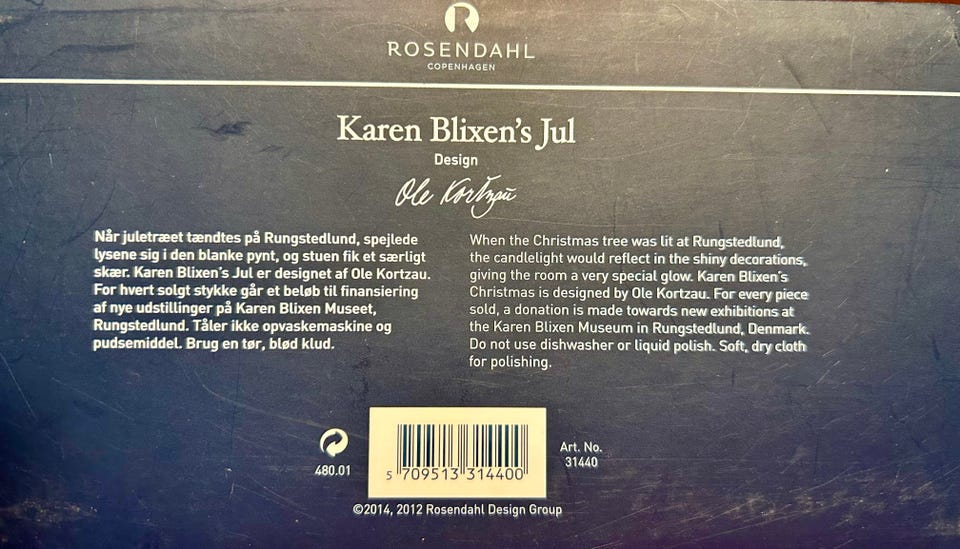 ROSENDAHL
COPENHAGEN
Karen Blixen's Jul
Design
Ole Kortzau
Når juletræet tændtes på Rungstedlund, spejlede
lysene sig i den blanke pynt, og stuen fik et særligt
skær. Karen Blixen's Jul er designet af Ole Kortzau.
For hvert solgt stykke går et beløb til finansiering
af nye udstillinger på Karen Blixen Museet,
Rungstedlund. Tåler ikke opvaskemaskine og
pudsemiddel. Brug en tør, blød klud.
When the Christmas tree was lit at Rungstedlund,
the candlelight would reflect in the shiny decorations,
giving the room a very special glow. Karen Blixen's
Christmas is designed by Ole Kortzau. For every piece
sold, a donation is made towards new exhibitions at
the Karen Blixen Museum in Rungstedlund, Denmark.
Do not use dishwasher or liquid polish. Soft, dry cloth
for polishing.
480.01
5 709513 314400
Art. No.
31440
©2014, 2012 Rosendahl Design Group